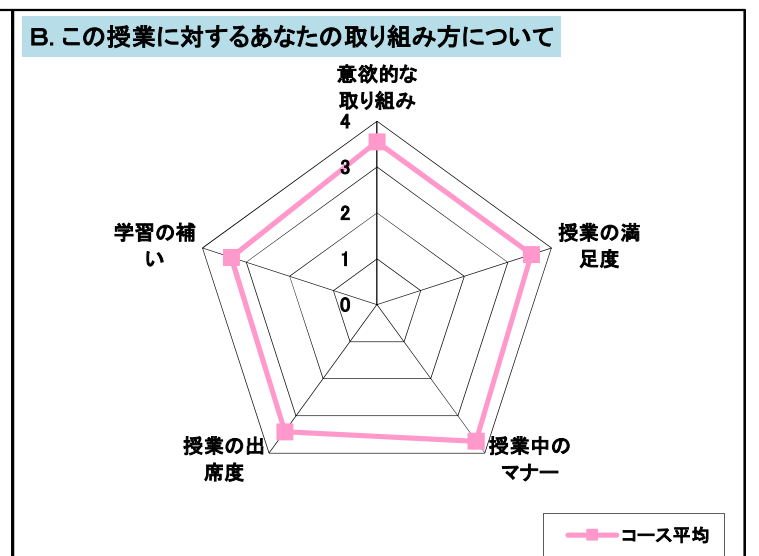 B. この授業に対するあなたの取り組み方について
意欲的な
取り組み
4
3
2
1
0
授業の満
足度
授業中の
マナー
授業の出
席度
学習の補
い
コース平均